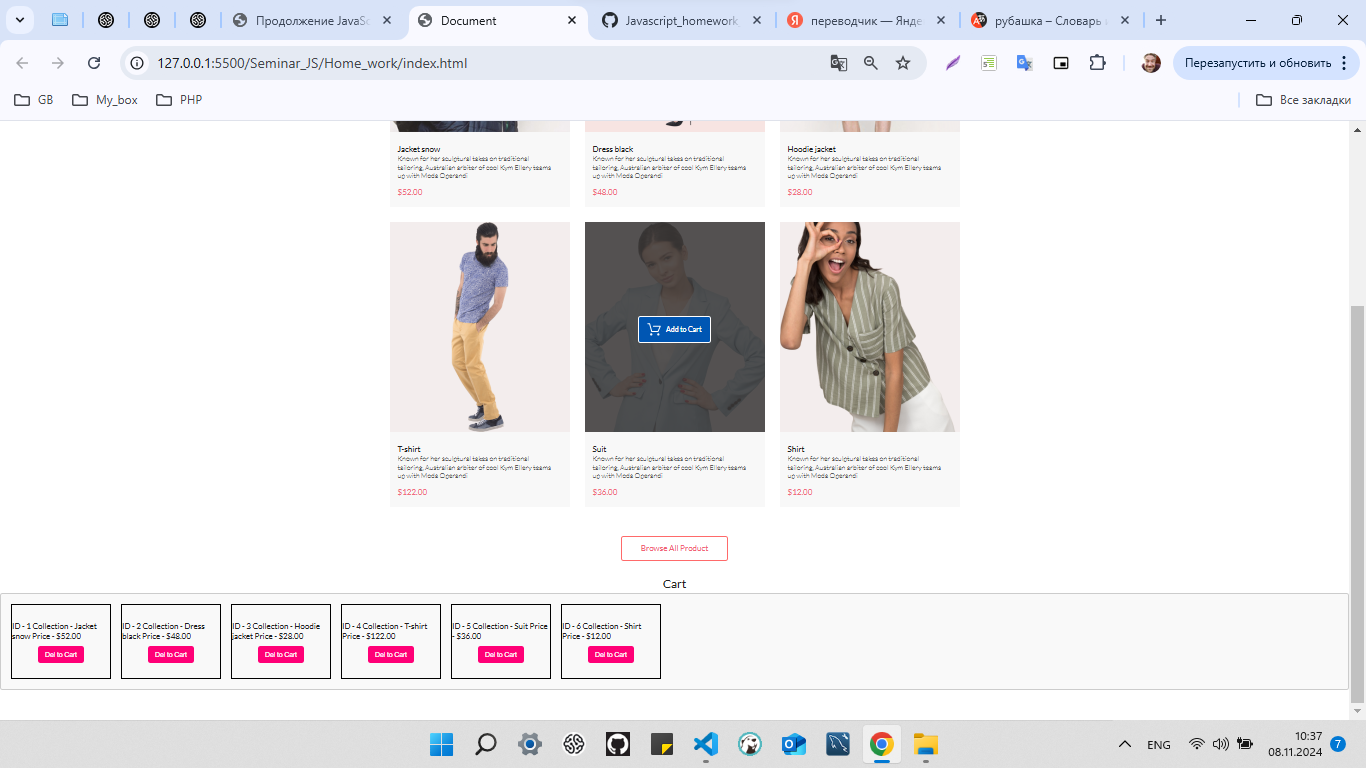 Продолжение JavaSc
Document
Javascript_homework
переводчик — Янде
рубашка – Словарь
127.0.0.1:5500/Seminar_JS/Home_work/index.html
Перезапустить и обновить
GB
My_box
PHP
Все закладки
Jacket snow
Known for her sculptural takes on traditional
tailoring, Australian arbiter of cool Kym Ellery teams
up with Moda Operandi
$52.00
Dress black
Known for her sculptural takes on traditional
tailoring, Australian arbiter of cool Kym Ellery teams
up with Moda Operandi
$48.00
Hoodie jacket
Known for her sculptural takes on traditional
tailoring, Australian arbiter of cool Kym Ellery teams
up with Moda Operandi
$28.00
Add to Cart
T-shirt
Known for her sculptural takes on traditional
tailoring, Australian arbiter of cool Kym Ellery teams
up with Moda Operandi
$122.00
Suit
Known for her sculptural takes on traditional
tailoring, Australian arbiter of cool Kym Ellery teams
up with Moda Operandi
$36.00
Shirt
Known for her sculptural takes on traditional
tailoring, Australian arbiter of cool Kym Ellery teams
up with Moda Operandi
$12.00
Browse All Product
Cart
ID - 1 Collection - Jacket
snow Price - $52.00
Del to Cart
ID - 2 Collection - Dress
black Price - $48.00
Del to Cart
ID - 3 Collection - Hoodie
jacket Price - $28.00
Del to Cart
ID - 4 Collection - T-shirt
Price - $122.00
Del to Cart
ID - 5 Collection - Suit Price
- $36.00
Del to Cart
ID - 6 Collection - Shirt
Price - $12.00
Del to Cart
ENG
10:37
08.11.2024
7